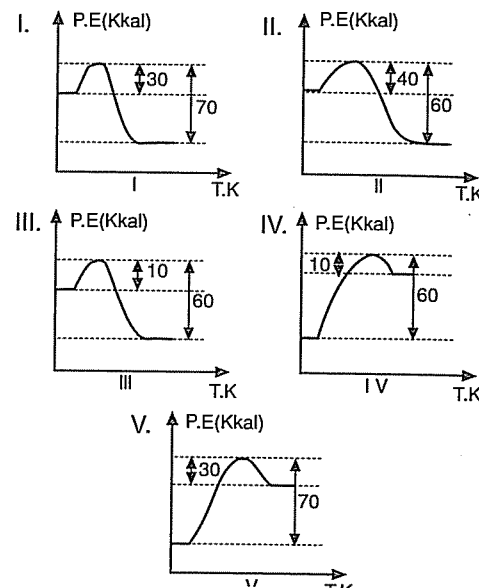 I. P.E(Kkal)
30
70
I T.K
II. P.E(Kkal)
40
60
II T.K
III. P.E(Kkal)
10
60
III T.K
IV. P.E(Kkal)
10
60
I V T.K
V. P.E(Kkal)
30
70
V T.K